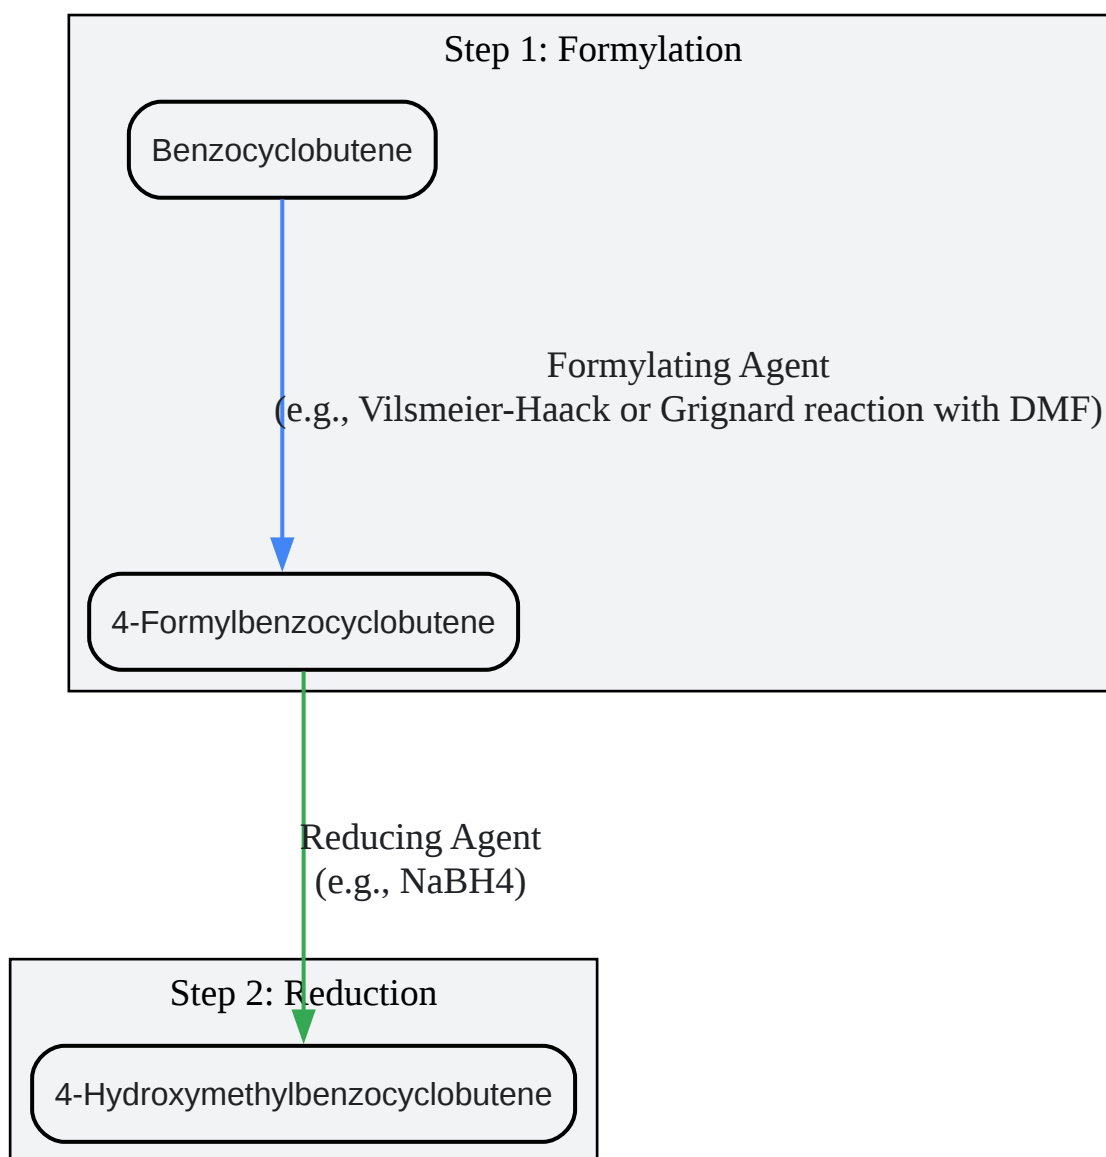 Step 1: Formylation
Benzocyclobutene
Formylating Agent
(e.g., Vilsmeier-Haack or Grignard reaction with DMF)
4-Formylbenzocyclobutene
Reducing Agent
(e.g., NaBH4)
Step 2: Reduction
4-Hydroxymethylbenzocyclobutene